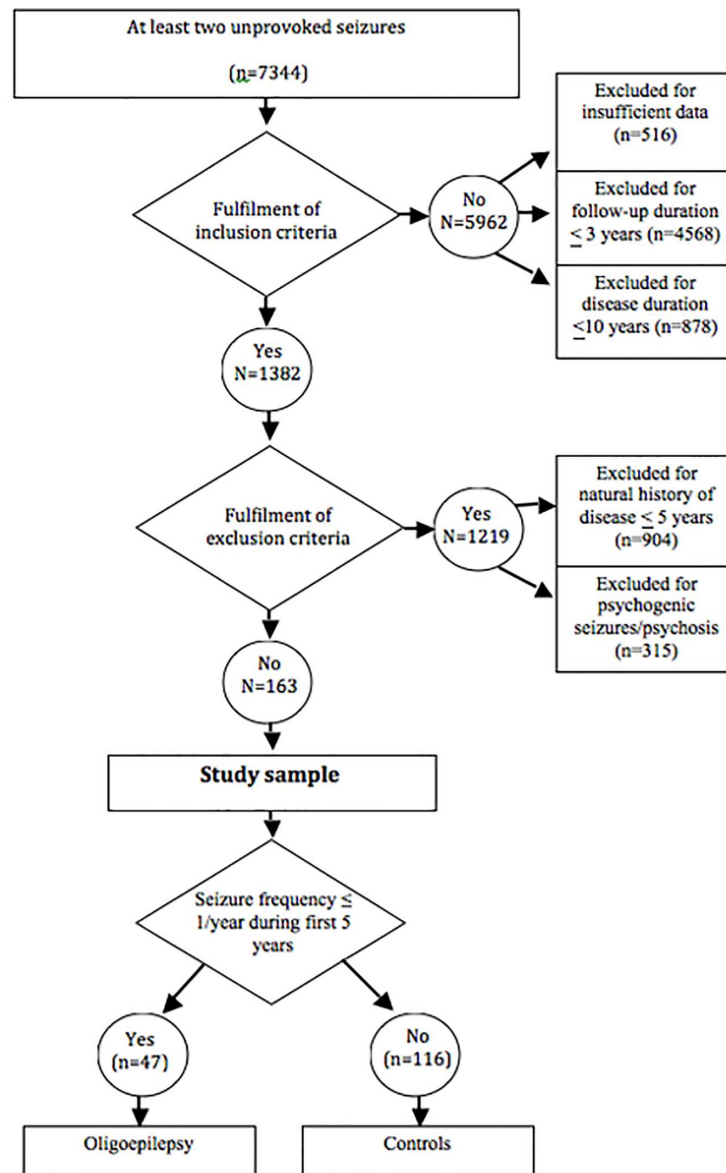 At least two unprovoked seizures
(n=7344)
Fulfilment of
inclusion criteria
No
N=5962
Excluded for
insufficient data
(n=516)
Excluded for
follow-up duration
≤ 3 years (n=4568)
Excluded for
disease duration
≤10 years (n=878)
Yes
N=1382
Fulfilment of
exclusion criteria
Yes
N=1219
Excluded for
natural history of
disease ≤ 5 years
(n=904)
Excluded for
psychogenic
seizures/psychosis
(n=315)
No
N=163
Study sample
Seizure frequency ≤
1/year during first 5
years
Yes
(n=47)
No
(n=116)
Oligoepilepsy
Controls